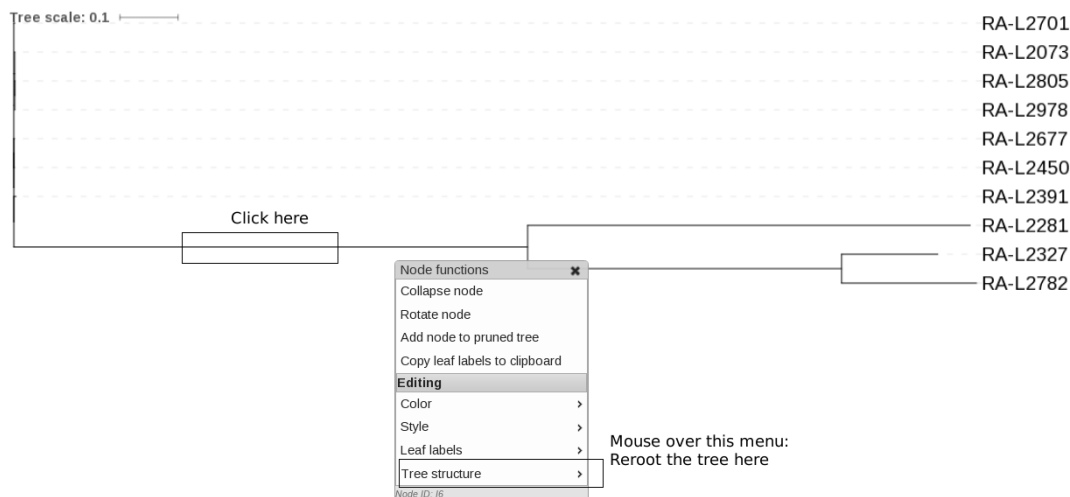 Tree scale: 0.1
RA-L2701
RA-L2073
RA-L2805
RA-L2978
RA-L2677
RA-L2450
RA-L2391
Click here
RA-L2281
RA-L2327
RA-L2782
Node functions ✖
Collapse node
Rotate node
Add node to pruned tree
Copy leaf labels to clipboard
Editing
Color ›
Style ›
Leaf labels ›
Tree structure ›
Mouse over this menu:
Reroot the tree here
Node ID: I6